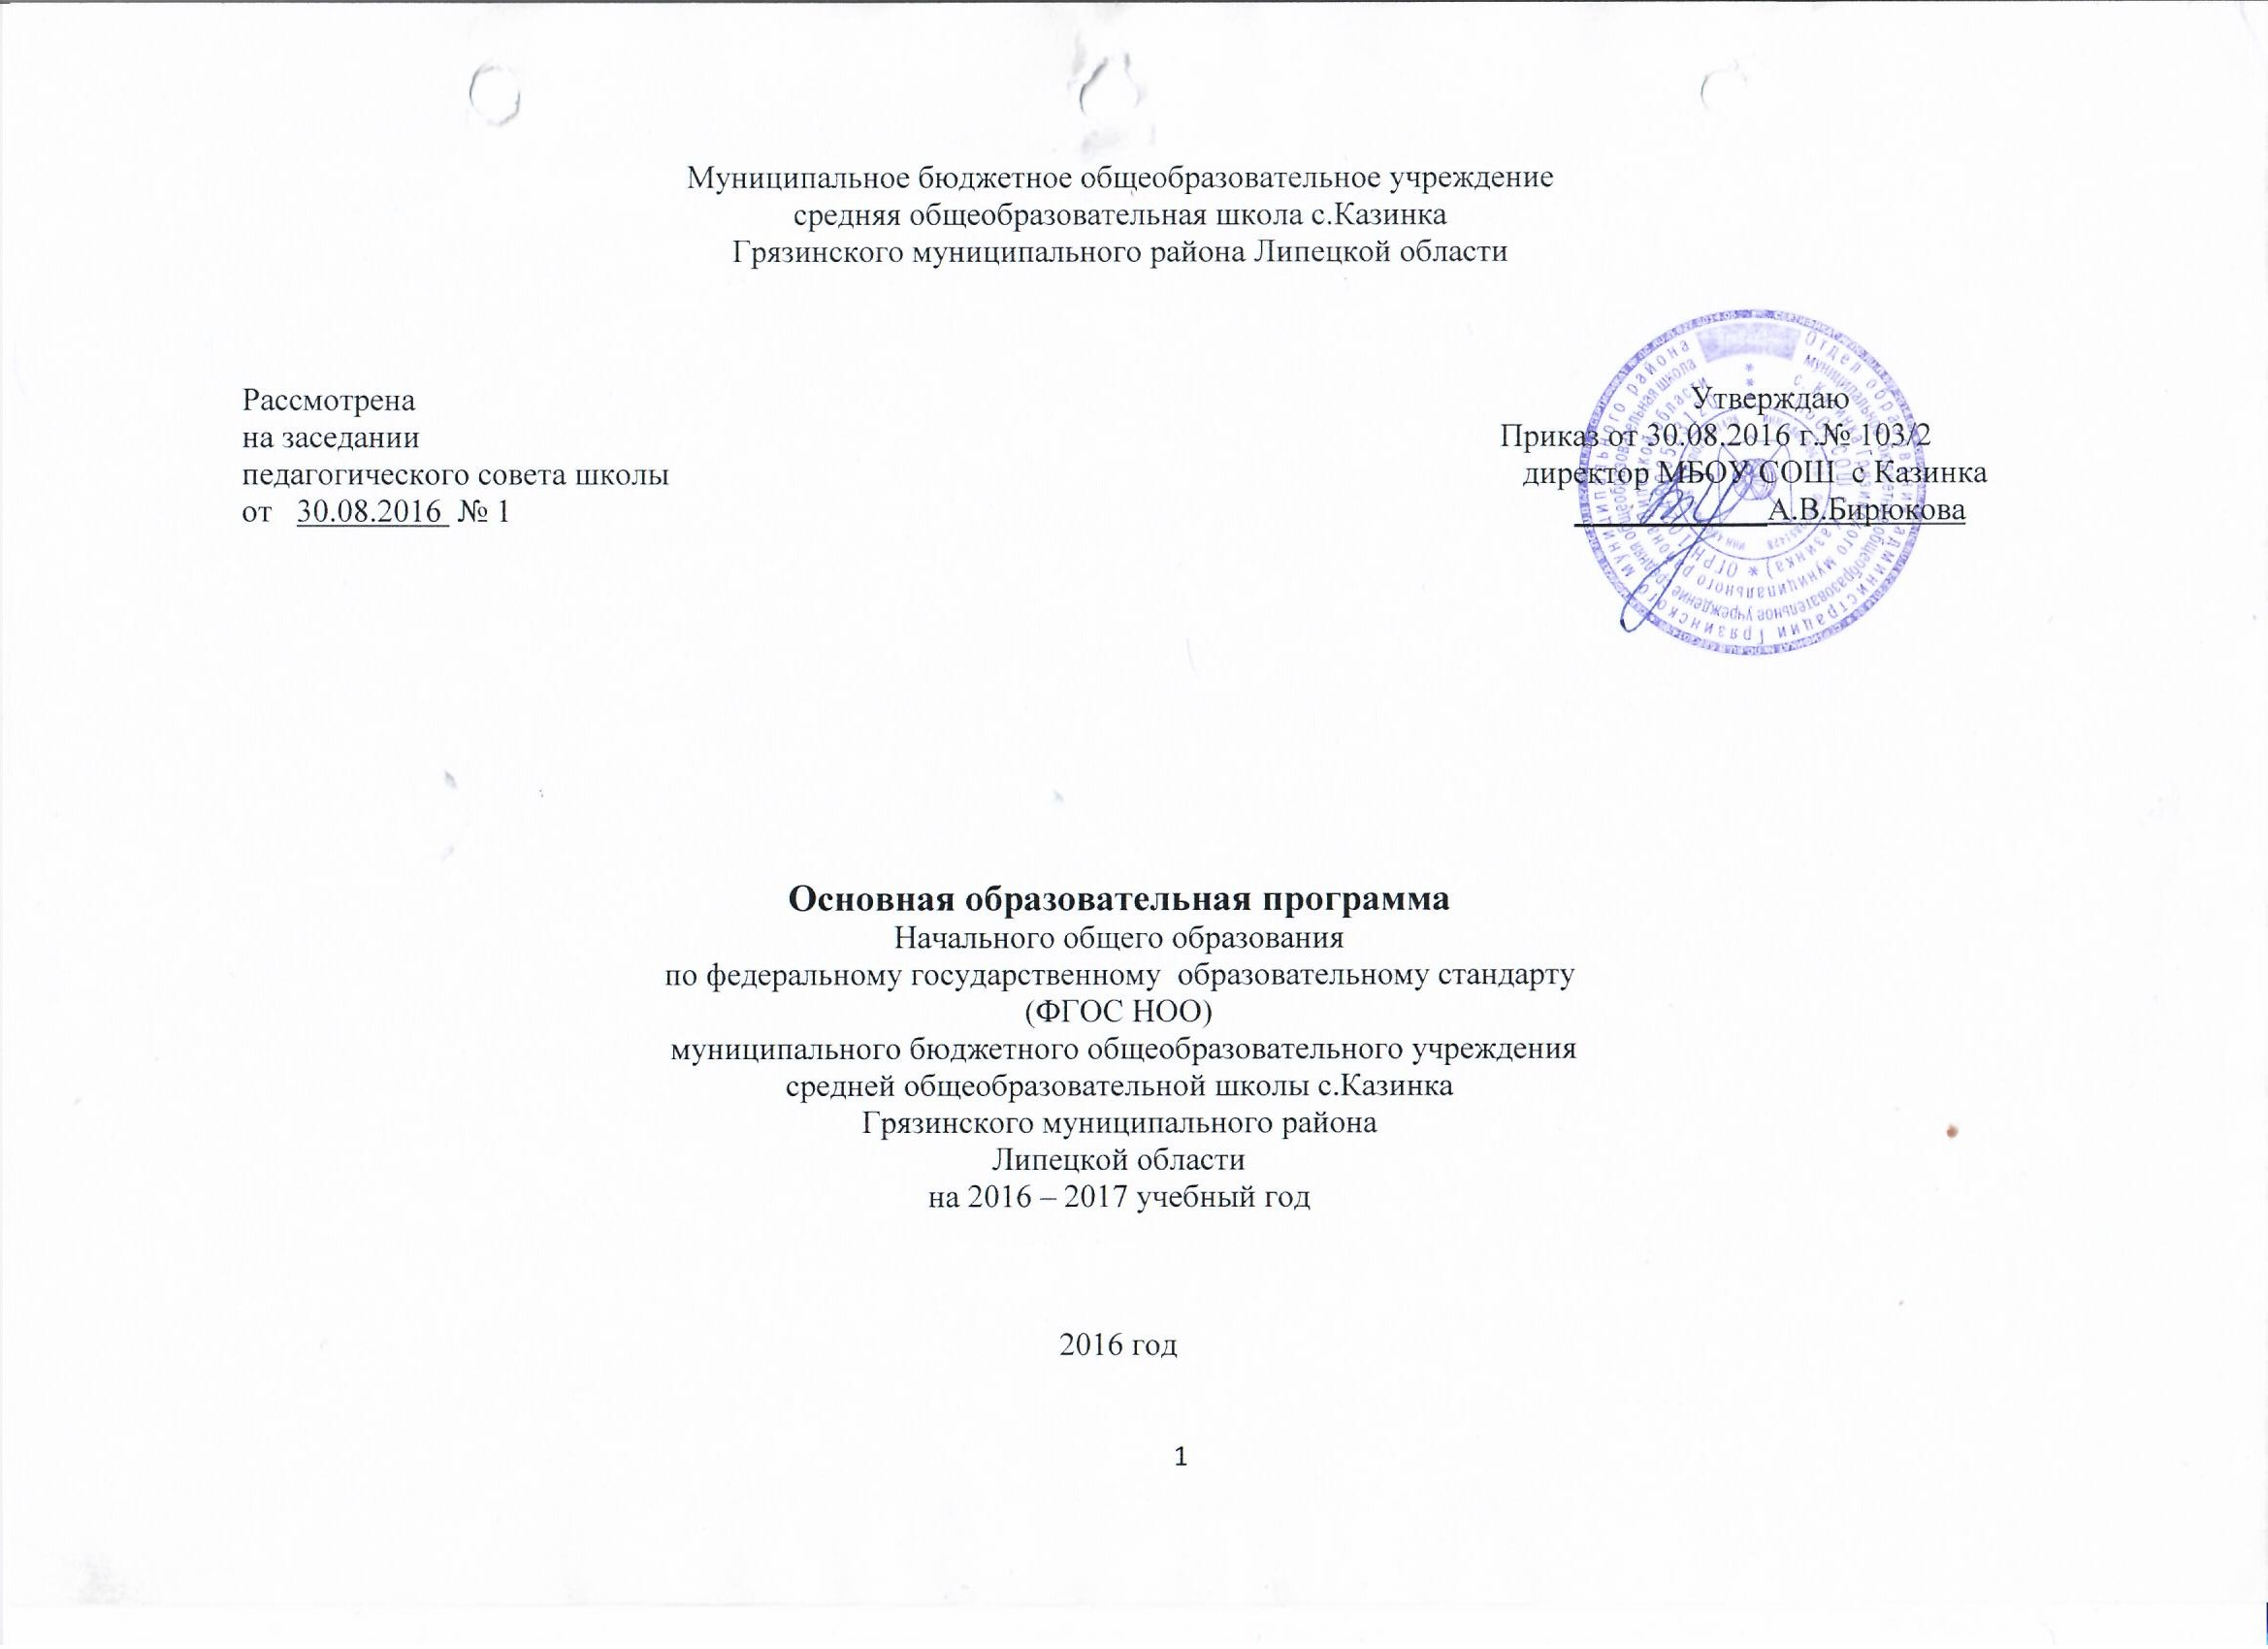 Муниципальное бюджетное общеобразовательное учреждение
средняя общеобразовательная школа с.Казинка
Грязинского муниципального района Липецкой области
Рассмотрена
на заседании
педагогического совета школы
от 30.08.2016 № 1
Утверждаю
Приказ от 30.08.2016 г.№ 103/2
директор МБОУ СОШ с Казинка
____________А.В.Бирюкова
Основная образовательная программа
Начального общего образования
по федеральному государственному образовательному стандарту
(ФГОС НОО)
муниципального бюджетного общеобразовательного учреждения
средней общеобразовательной школы с.Казинка
Грязинского муниципального района
Липецкой области
на 2016 – 2017 учебный год
2016 год
1